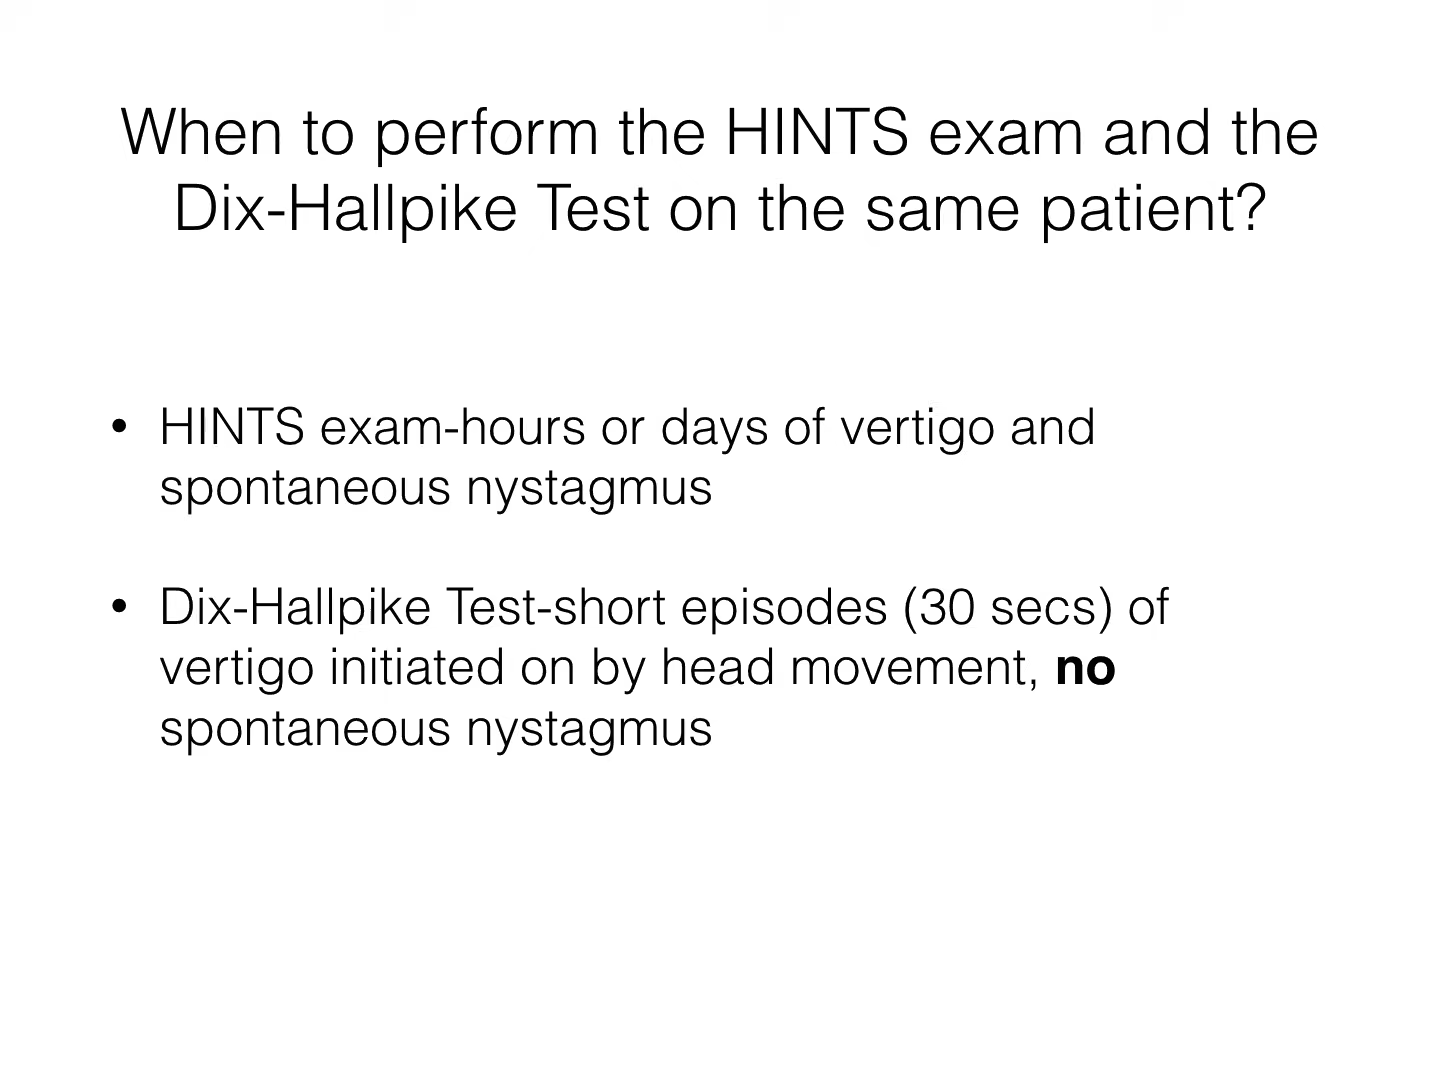 When to perform the HINTS exam and the
Dix-Hallpike Test on the same patient?
• HINTS exam-hours or days of vertigo and
spontaneous nystagmus
• Dix-Hallpike Test-short episodes (30 secs) of
vertigo initiated on by head movement, no
spontaneous nystagmus